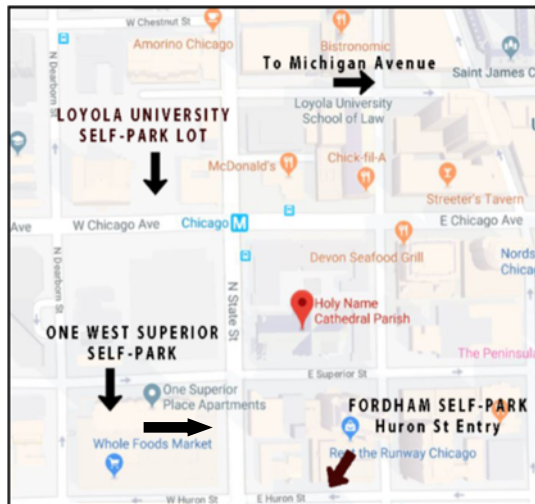 W Chestnut St
Amorino Chicago
Bistronomic
To Michigan Avenue
Saint James C
N Dearborn St
LOYOLA UNIVERSITY
SELF-PARK LOT
Loyola University
School of Law
McDonald's
Chick-fil-A
Streeter's Tavern
Ave
W Chicago Ave
Chicago
M
E Chicago Ave
N Dearborn St
Devon Seafood Grill
Nords
Chicag
N State St
Holy Name
Cathedral Parish
ONE WEST SUPERIOR
SELF-PARK
The Peninsula
E Superior St
One Superior
Place Apartments
FORDHAM SELF-PARK
Huron St Entry
Whole Foods Market
Rent the Runway Chicago
W Huron St
E Huron St